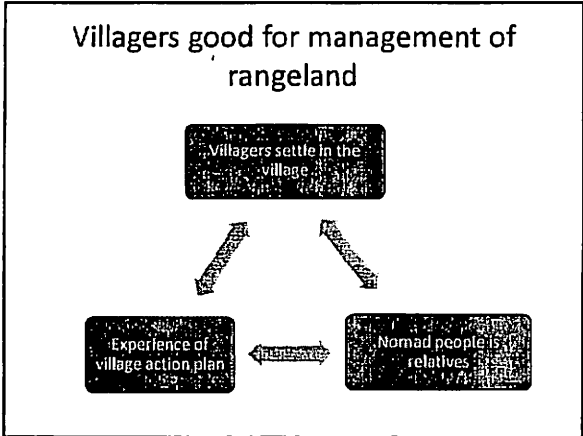 Villagers good for management of
rangeland
Villagers settle in the
village
Experience of
village action plan
Nomad people is
relatives